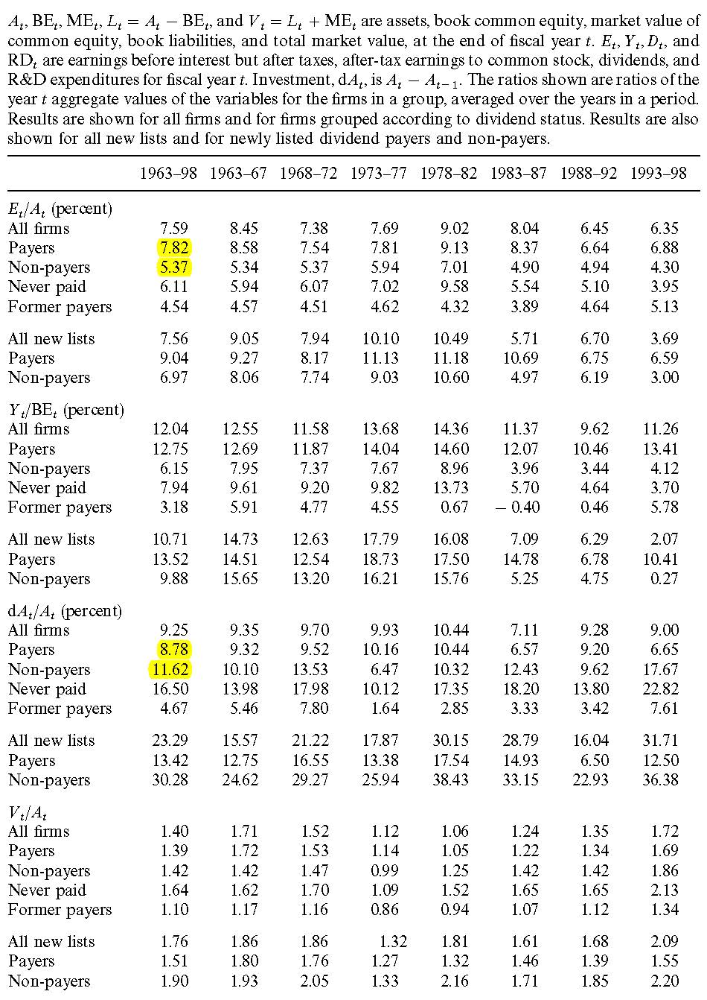 A_t, BE_t, ME_t, L_t = A_t − BE_t, and V_t = L_t + ME_t are assets, book common equity, market value of
common equity, book liabilities, and total market value, at the end of fiscal year t. E_t, Y_t, D_t, and
RD_t are earnings before interest but after taxes, after-tax earnings to common stock, dividends, and
R&D expenditures for fiscal year t. Investment, dA_t, is A_t − A_{t−1}. The ratios shown are ratios of the
year t aggregate values of the variables for the firms in a group, averaged over the years in a period.
Results are shown for all firms and for firms grouped according to dividend status. Results are also
shown for all new lists and for newly listed dividend payers and non-payers.
1963–98 1963–67 1968–72 1973–77 1978–82 1983–87 1988–92 1993–98
E_t/A_t (percent)
All firms 7.59 8.45 7.38 7.69 9.02 8.04 6.45 6.35
Payers 7.82 8.58 7.54 7.81 9.13 8.37 6.64 6.88
Non-payers 5.37 5.34 5.37 5.94 7.01 4.90 4.94 4.30
Never paid 6.11 5.94 6.07 7.02 9.58 5.54 5.10 3.95
Former payers 4.54 4.57 4.51 4.62 4.32 3.89 4.64 5.13
All new lists 7.56 9.05 7.94 10.10 10.49 5.71 6.70 3.69
Payers 9.04 9.27 8.17 11.13 11.18 10.69 6.75 6.59
Non-payers 6.97 8.06 7.74 9.03 10.60 4.97 6.19 3.00
Y_t/BE_t (percent)
All firms 12.04 12.55 11.58 13.68 14.36 11.37 9.62 11.26
Payers 12.75 12.69 11.87 14.04 14.60 12.07 10.46 13.41
Non-payers 6.15 7.95 7.37 7.67 8.96 3.96 3.44 4.12
Never paid 7.94 9.61 9.20 9.82 13.73 5.70 4.64 3.70
Former payers 3.18 5.91 4.77 4.55 0.67 − 0.40 0.46 5.78
All new lists 10.71 14.73 12.63 17.79 16.08 7.09 6.29 2.07
Payers 13.52 14.51 12.54 18.73 17.50 14.78 6.78 10.41
Non-payers 9.88 15.65 13.20 16.21 15.76 5.25 4.75 0.27
dA_t/A_t (percent)
All firms 9.25 9.35 9.70 9.93 10.44 7.11 9.28 9.00
Payers 8.78 9.32 9.52 10.16 10.44 6.57 9.20 6.65
Non-payers 11.62 10.10 13.53 6.47 10.32 12.43 9.62 17.67
Never paid 16.50 13.98 17.98 10.12 17.35 18.20 13.80 22.82
Former payers 4.67 5.46 7.80 1.64 2.85 3.33 3.42 7.61
All new lists 23.29 15.57 21.22 17.87 30.15 28.79 16.04 31.71
Payers 13.42 12.75 16.55 13.38 17.54 14.93 6.50 12.50
Non-payers 30.28 24.62 29.27 25.94 38.43 33.15 22.93 36.38
V_t/A_t
All firms 1.40 1.71 1.52 1.12 1.06 1.24 1.35 1.72
Payers 1.39 1.72 1.53 1.14 1.05 1.22 1.34 1.69
Non-payers 1.42 1.42 1.47 0.99 1.25 1.42 1.42 1.86
Never paid 1.64 1.62 1.70 1.09 1.52 1.65 1.65 2.13
Former payers 1.10 1.17 1.16 0.86 0.94 1.07 1.12 1.34
All new lists 1.76 1.86 1.86 1.32 1.81 1.61 1.68 2.09
Payers 1.51 1.80 1.76 1.27 1.32 1.46 1.39 1.55
Non-payers 1.90 1.93 2.05 1.33 2.16 1.71 1.85 2.20